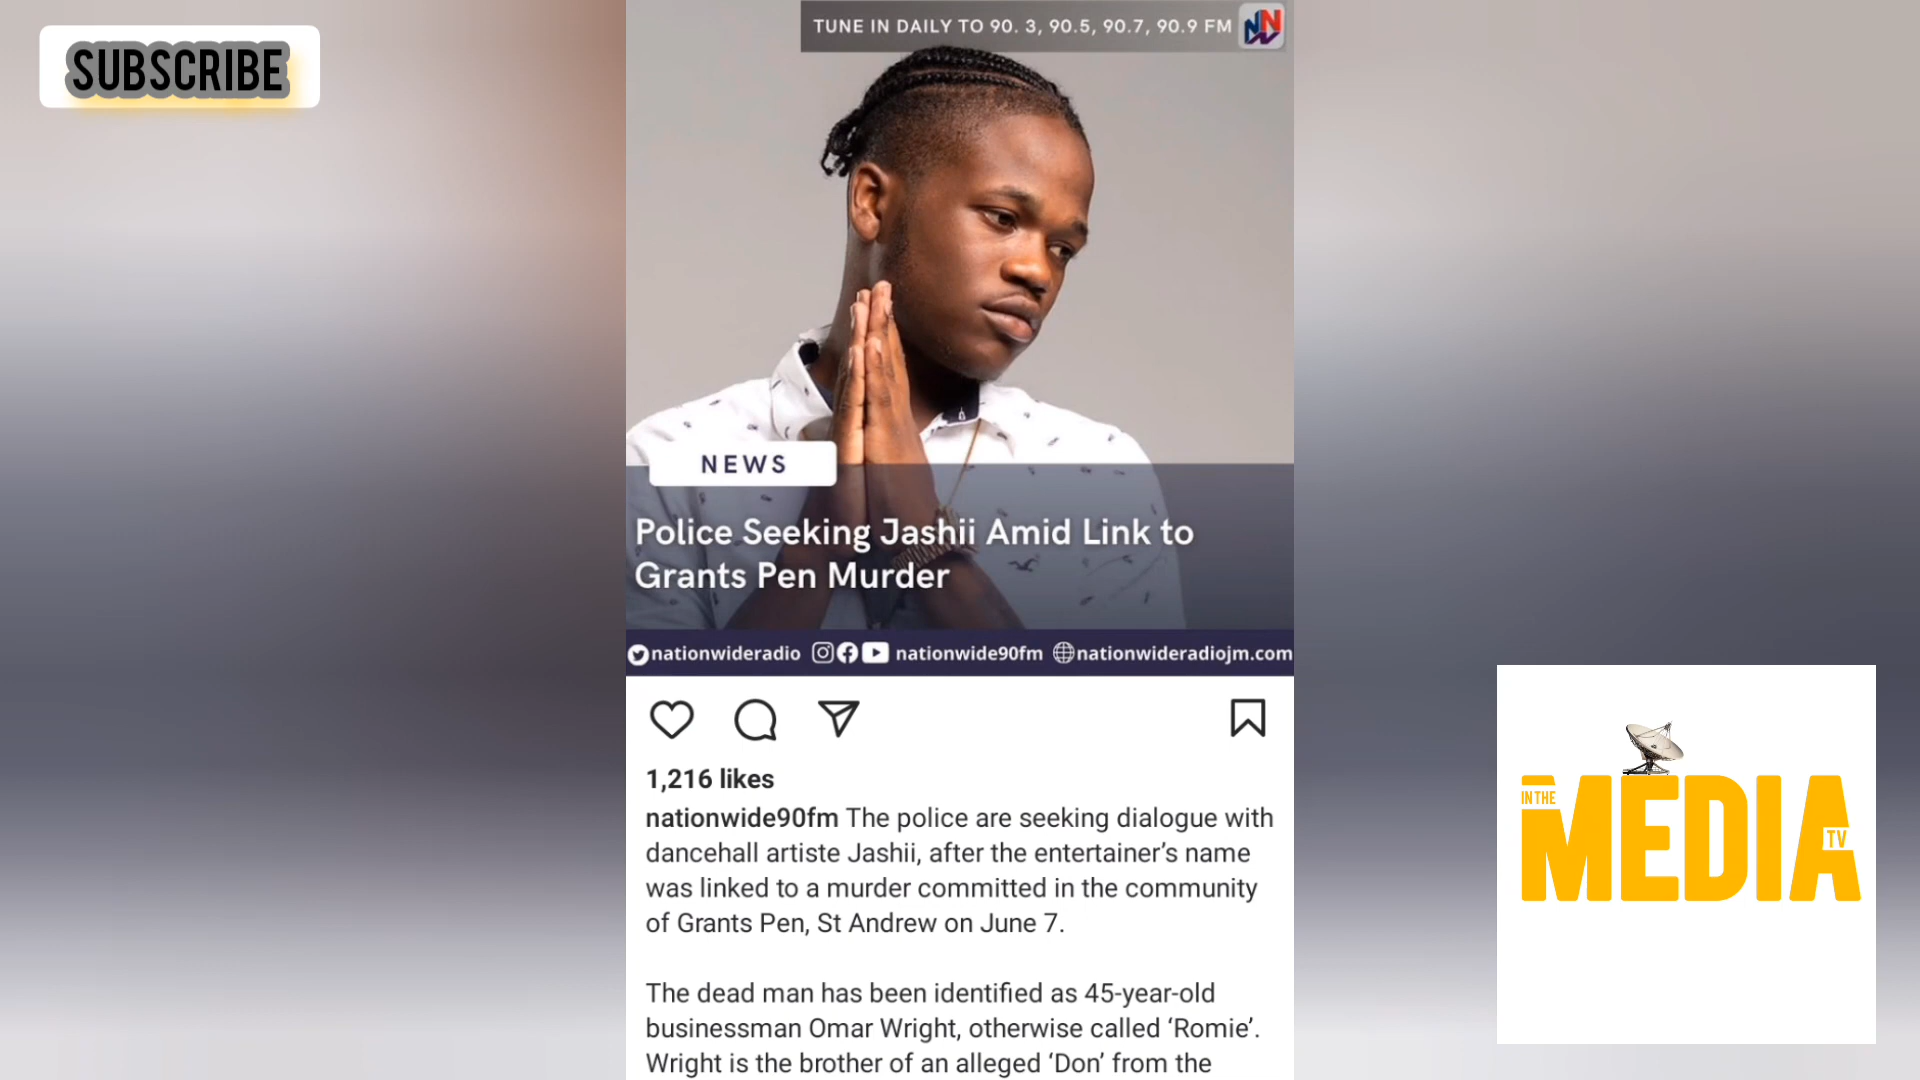 SUBSCRIBE
TUNE IN DAILY TO 90. 3, 90.5, 90.7, 90.9 FM
NEWS
Police Seeking Jashii Amid Link to
Grants Pen Murder
nationwideradio nationwide90fm nationwideradiojm.com
1,216 likes
nationwide90fm The police are seeking dialogue with
dancehall artiste Jashii, after the entertainer’s name
was linked to a murder committed in the community
of Grants Pen, St Andrew on June 7.
The dead man has been identified as 45-year-old
businessman Omar Wright, otherwise called ‘Romie’.
Wright is the brother of an alleged ‘Don’ from the
IN THE
MEDIA
TV